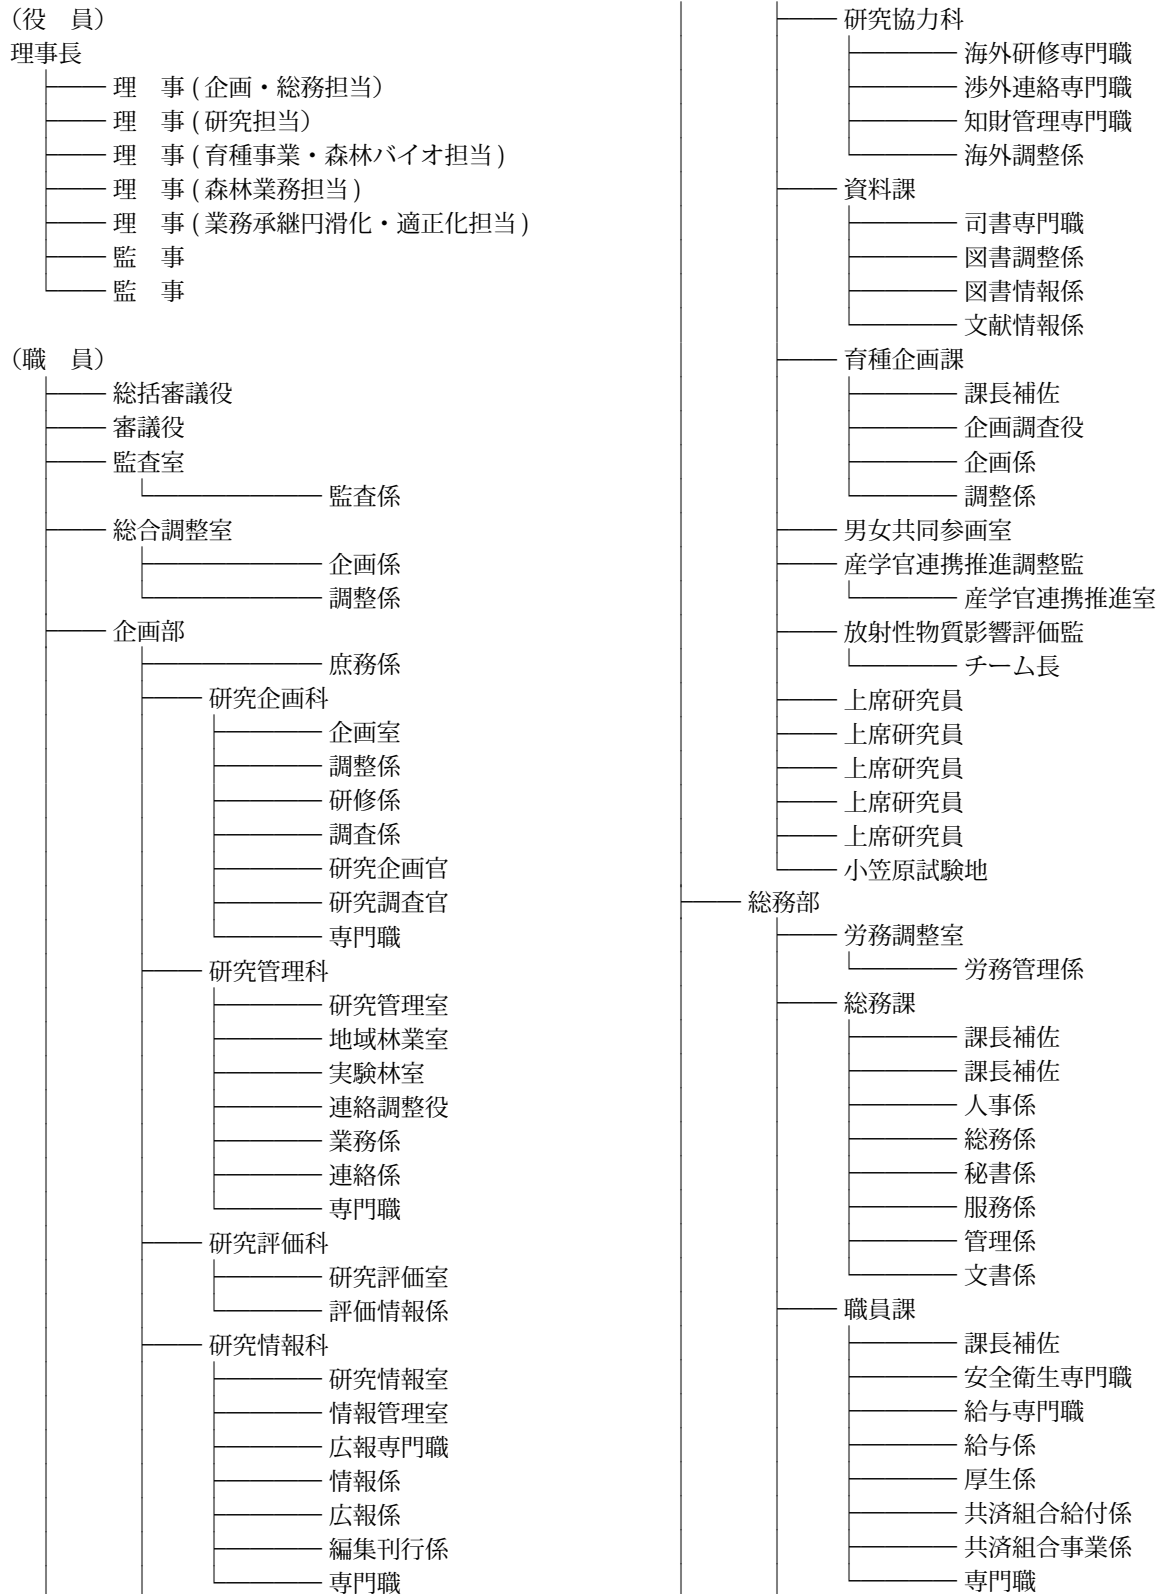 （役　員）
理事長
理　事(企画・総務担当）
理　事(研究担当）
理　事(育種事業・森林バイオ担当)
理　事(森林業務担当)
理　事(業務承継円滑化・適正化担当)
監　事
監　事
（職　員）
総括審議役
審議役
監査室
監査係
総合調整室
企画係
調整係
企画部
庶務係
研究企画科
企画室
調整係
研修係
調査係
研究企画官
研究調査官
専門職
研究管理科
研究管理室
地域林業室
実験林室
連絡調整役
業務係
連絡係
専門職
研究評価科
研究評価室
評価情報係
研究情報科
研究情報室
情報管理室
広報専門職
情報係
広報係
編集刊行係
専門職
研究協力科
海外研修専門職
渉外連絡専門職
知財管理専門職
海外調整係
資料課
司書専門職
図書調整係
図書情報係
文献情報係
育種企画課
課長補佐
企画調査役
企画係
調整係
男女共同参画室
産学官連携推進調整監
産学官連携推進室
放射性物質影響評価監
チーム長
上席研究員
上席研究員
上席研究員
上席研究員
上席研究員
小笠原試験地
総務部
労務調整室
労務管理係
総務課
課長補佐
課長補佐
人事係
総務係
秘書係
服務係
管理係
文書係
職員課
課長補佐
安全衛生専門職
給与専門職
給与係
厚生係
共済組合給付係
共済組合事業係
専門職